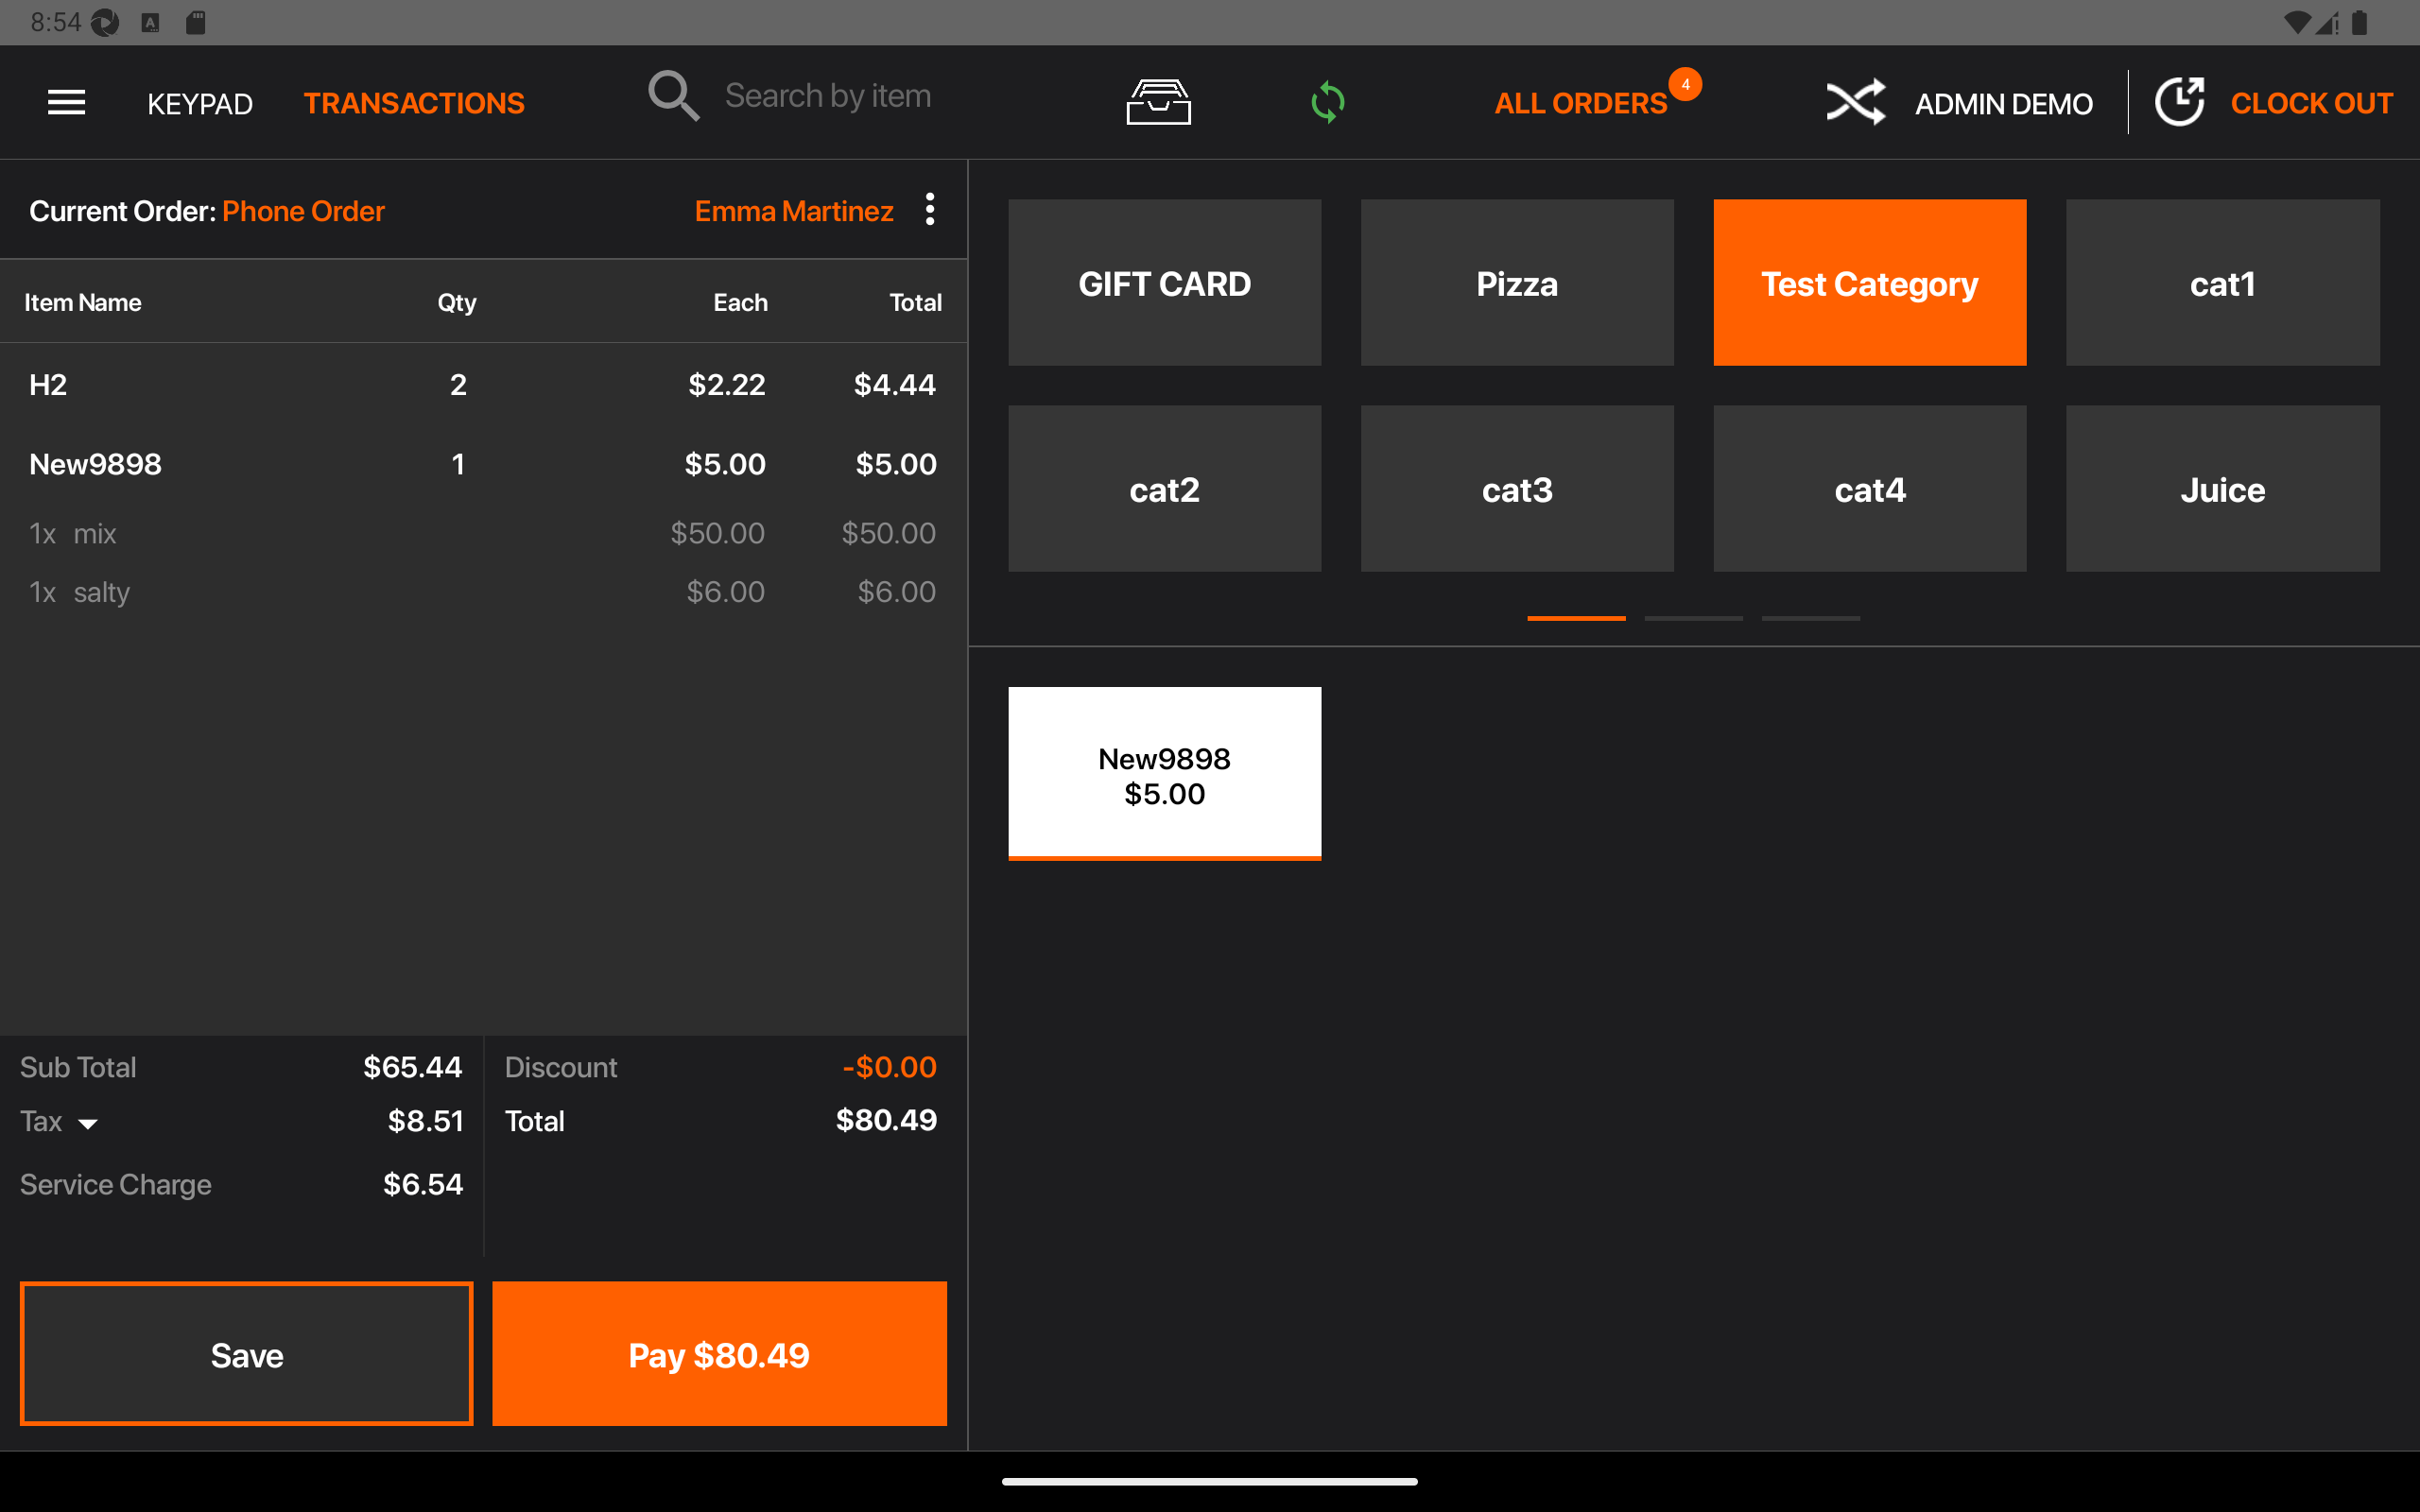 8:54
KEYPAD TRANSACTIONS Search by item ALL ORDERS 4 ADMIN DEMO CLOCK OUT
Current Order: Phone Order Emma Martinez
Item Name Qty Each Total
H2 2 $2.22 $4.44
New9898 1 $5.00 $5.00
1x mix $50.00 $50.00
1x salty $6.00 $6.00
Sub Total $65.44 Discount -$0.00
Tax $8.51 Total $80.49
Service Charge $6.54
Save Pay $80.49
GIFT CARD Pizza Test Category cat1
cat2 cat3 cat4 Juice
New9898
$5.00